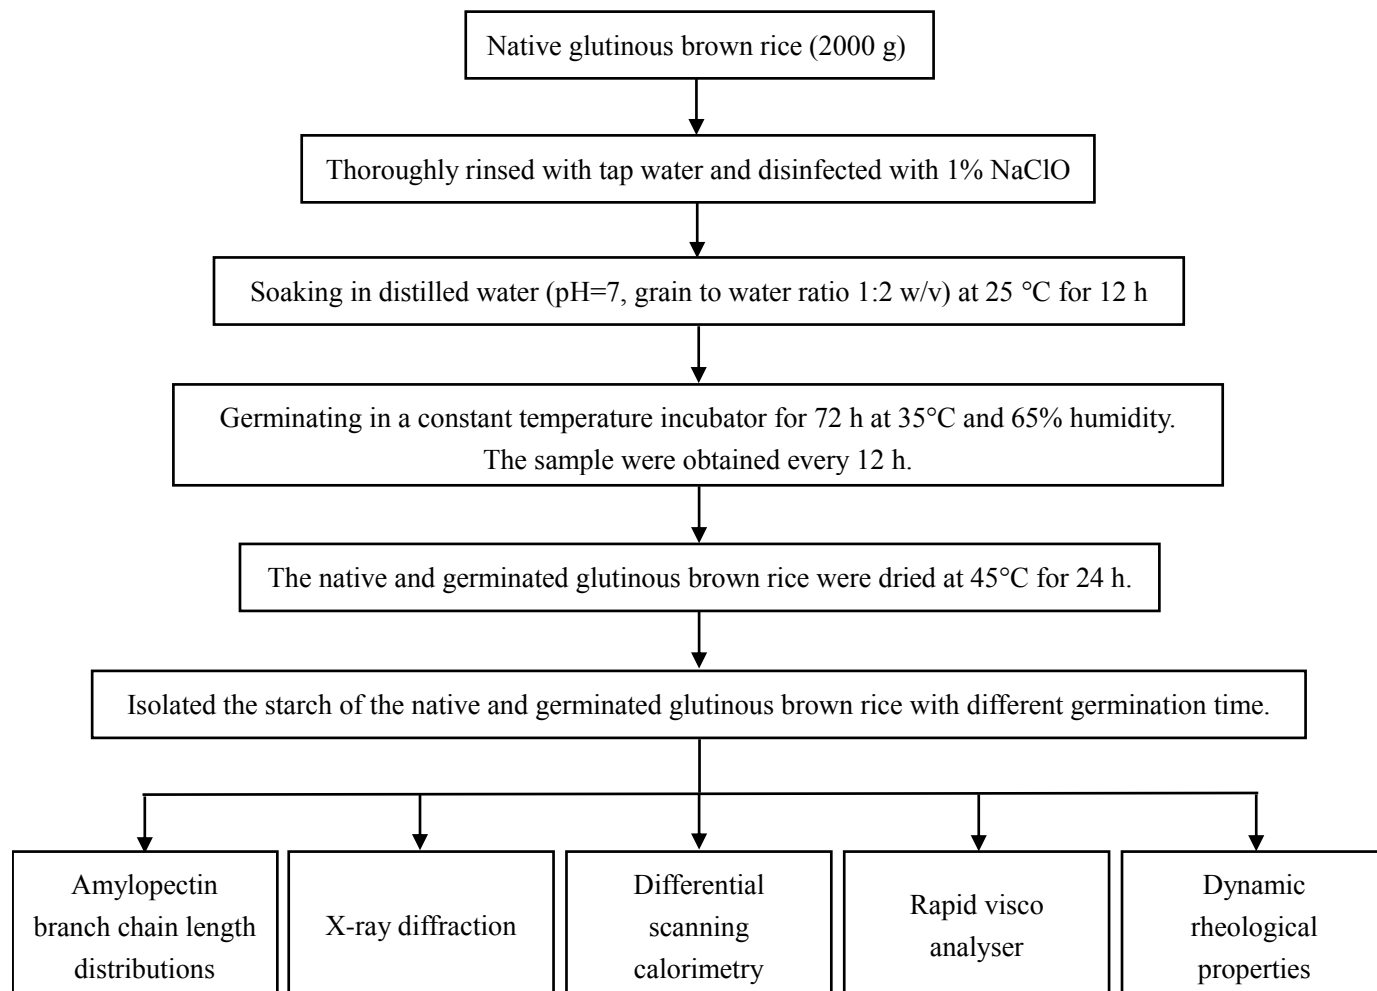 Native glutinous brown rice (2000 g)
Thoroughly rinsed with tap water and disinfected with 1% NaClO
Soaking in distilled water (pH=7, grain to water ratio 1:2 w/v) at 25 °C for 12 h
Germinating in a constant temperature incubator for 72 h at 35°C and 65% humidity.
The sample were obtained every 12 h.
The native and germinated glutinous brown rice were dried at 45°C for 24 h.
Isolated the starch of the native and germinated glutinous brown rice with different germination time.
Amylopectin
branch chain length
distributions
X-ray diffraction
Differential
scanning
calorimetry
Rapid visco
analyser
Dynamic
rheological
properties